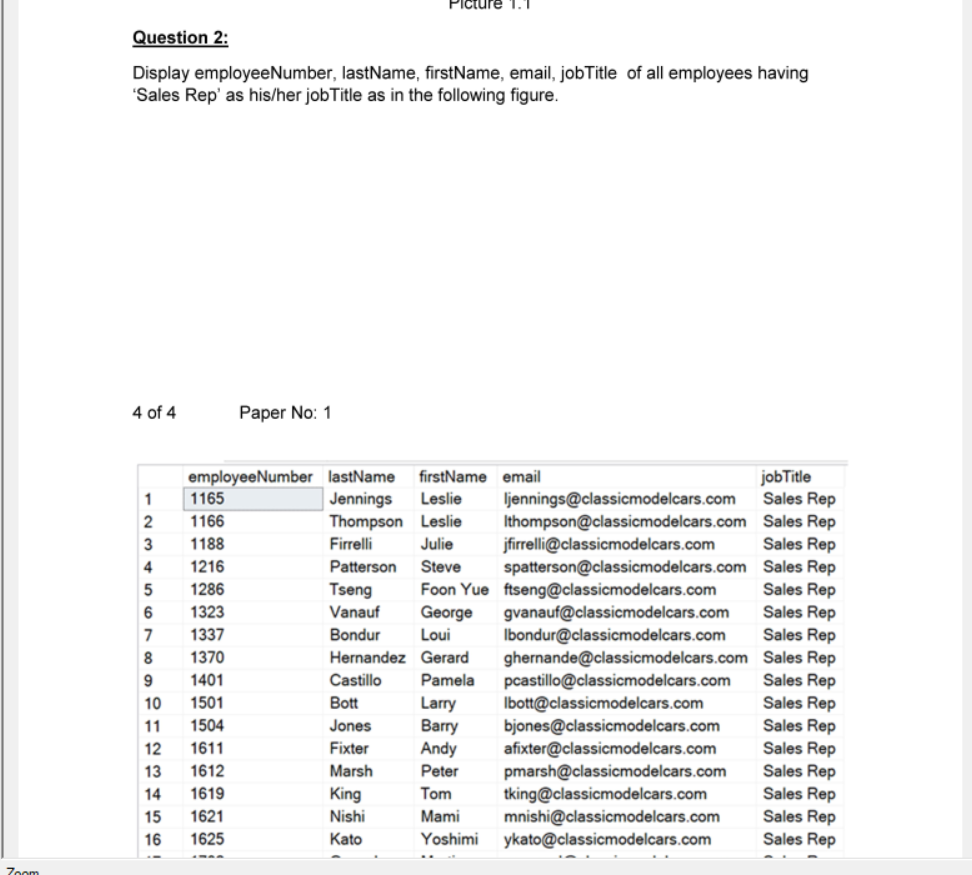 Picture 1.1
Question 2:
Display employeeNumber, lastName, firstName, email, jobTitle of all employees having
‘Sales Rep’ as his/her jobTitle as in the following figure.
4 of 4 Paper No: 1
employeeNumber lastName firstName email jobTitle
1 1165 Jennings Leslie ljennings@classicmodelcars.com Sales Rep
2 1166 Thompson Leslie lthompson@classicmodelcars.com Sales Rep
3 1188 Firrelli Julie jfirrelli@classicmodelcars.com Sales Rep
4 1216 Patterson Steve spatterson@classicmodelcars.com Sales Rep
5 1286 Tseng Foon Yue ftseng@classicmodelcars.com Sales Rep
6 1323 Vanauf George gvanauf@classicmodelcars.com Sales Rep
7 1337 Bondur Loui lbondur@classicmodelcars.com Sales Rep
8 1370 Hernandez Gerard ghernande@classicmodelcars.com Sales Rep
9 1401 Castillo Pamela pcastillo@classicmodelcars.com Sales Rep
10 1501 Bott Larry lbott@classicmodelcars.com Sales Rep
11 1504 Jones Barry bjones@classicmodelcars.com Sales Rep
12 1611 Fixter Andy afixter@classicmodelcars.com Sales Rep
13 1612 Marsh Peter pmarsh@classicmodelcars.com Sales Rep
14 1619 King Tom tking@classicmodelcars.com Sales Rep
15 1621 Nishi Mami mnishi@classicmodelcars.com Sales Rep
16 1625 Kato Yoshimi ykato@classicmodelcars.com Sales Rep
Zoom